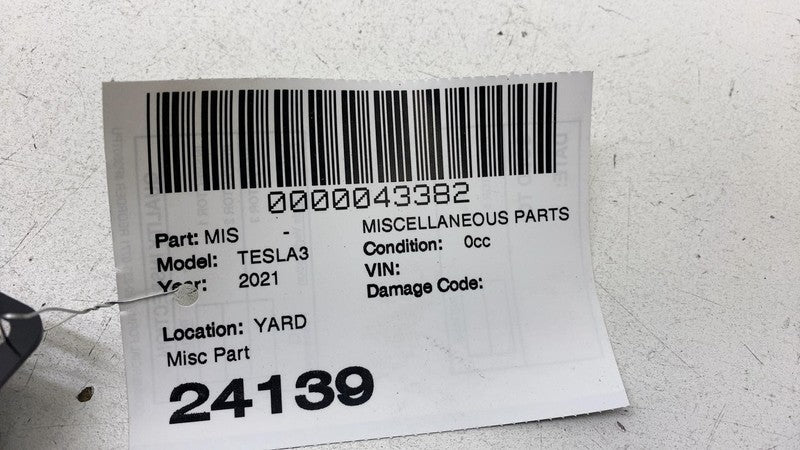 0000043382
Part: MIS - MISCELLANEOUS PARTS
Model: TESLA3 Condition: 0cc
Year: 2021 VIN:
Damage Code:
Location: YARD
Misc Part
24139